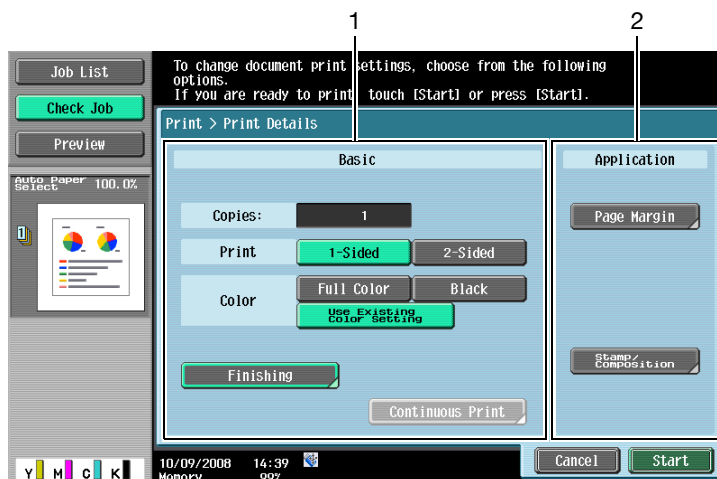 1
2
Job List
Check Job
Preview
Auto Paper
Select
100.0%
1
To change document print settings, choose from the following
options.
If you are ready to print, touch [Start] or press [Start].
Print > Print Details
Basic
Copies:
1
Print
1-Sided
2-Sided
Color
Full Color
Black
Use Existing
Color Setting
Finishing
Continuous Print
Application
Page Margin
Stamp/
Composition
Y M C K
10/09/2008 14:39
Memory 99%
Cancel
Start